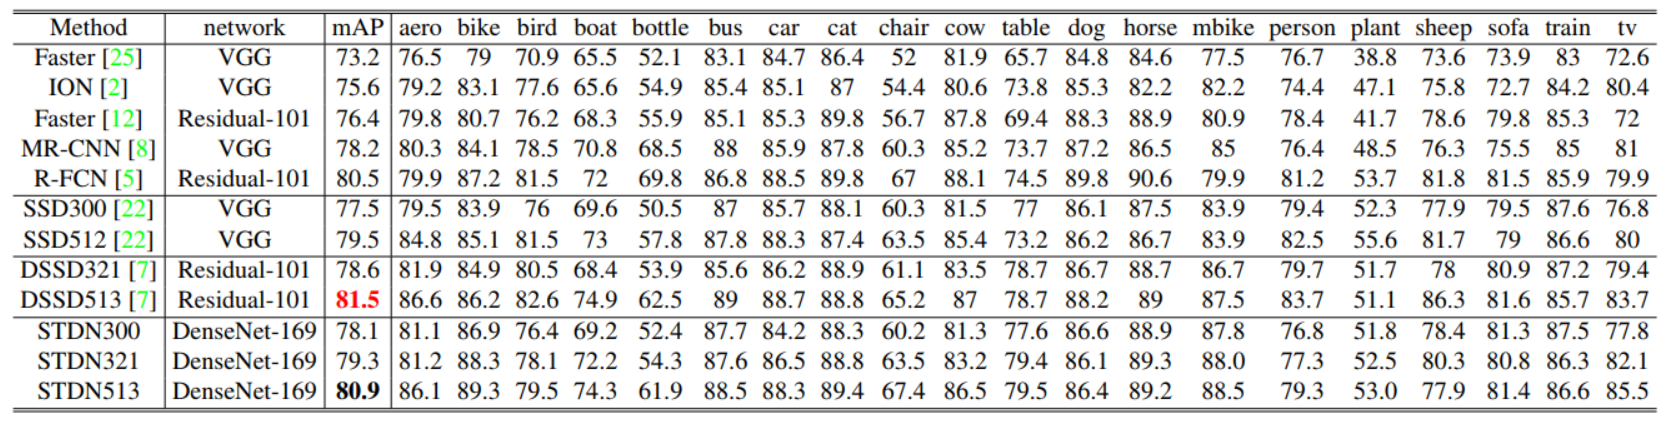 Method network mAP aero bike bird boat bottle bus car cat chair cow table dog horse mbike person plant sheep sofa train tv
Faster [25] VGG 73.2 76.5 79 70.9 65.5 52.1 83.1 84.7 86.4 52 81.9 65.7 84.8 84.6 77.5 76.7 38.8 73.6 73.9 83 72.6
ION [2] VGG 75.6 79.2 83.1 77.6 65.6 54.9 85.4 85.1 87 54.4 80.6 73.8 85.3 82.2 82.2 74.4 47.1 75.8 72.7 84.2 80.4
Faster [12] Residual-101 76.4 79.8 80.7 76.2 68.3 55.9 85.1 85.3 89.8 56.7 87.8 69.4 88.3 88.9 80.9 78.4 41.7 78.6 79.8 85.3 72
MR-CNN [8] VGG 78.2 80.3 84.1 78.5 70.8 68.5 88 85.9 87.8 60.3 85.2 73.7 87.2 86.5 85 76.4 48.5 76.3 75.5 85 81
R-FCN [5] Residual-101 80.5 79.9 87.2 81.5 72 69.8 86.8 88.5 89.8 67 88.1 74.5 89.8 90.6 79.9 81.2 53.7 81.8 81.5 85.9 79.9
SSD300 [22] VGG 77.5 79.5 83.9 76 69.6 50.5 87 85.7 88.1 60.3 81.5 77 86.1 87.5 83.9 79.4 52.3 77.9 79.5 87.6 76.8
SSD512 [22] VGG 79.5 84.8 85.1 81.5 73 57.8 87.8 88.3 87.4 63.5 85.4 73.2 86.2 86.7 83.9 82.5 55.6 81.7 79 86.6 80
DSSD321 [7] Residual-101 78.6 81.9 84.9 80.5 68.4 53.9 85.6 86.2 88.9 61.1 83.5 78.7 86.7 88.7 86.7 79.7 51.7 78 80.9 87.2 79.4
DSSD513 [7] Residual-101 81.5 86.6 86.2 82.6 74.9 62.5 89 88.7 88.8 65.2 87 78.7 88.2 89 87.5 83.7 51.1 86.3 81.6 85.7 83.7
STDN300 DenseNet-169 78.1 81.1 86.9 76.4 69.2 52.4 87.7 84.2 88.3 60.2 81.3 77.6 86.6 88.9 87.8 76.8 51.8 78.4 81.3 87.5 77.8
STDN321 DenseNet-169 79.3 81.2 88.3 78.1 72.2 54.3 87.6 86.5 88.8 63.5 83.2 79.4 86.1 89.3 88.0 77.3 52.5 80.3 80.8 86.3 82.1
STDN513 DenseNet-169 80.9 86.1 89.3 79.5 74.3 61.9 88.5 88.3 89.4 67.4 86.5 79.5 86.4 89.2 88.5 79.3 53.0 77.9 81.4 86.6 85.5